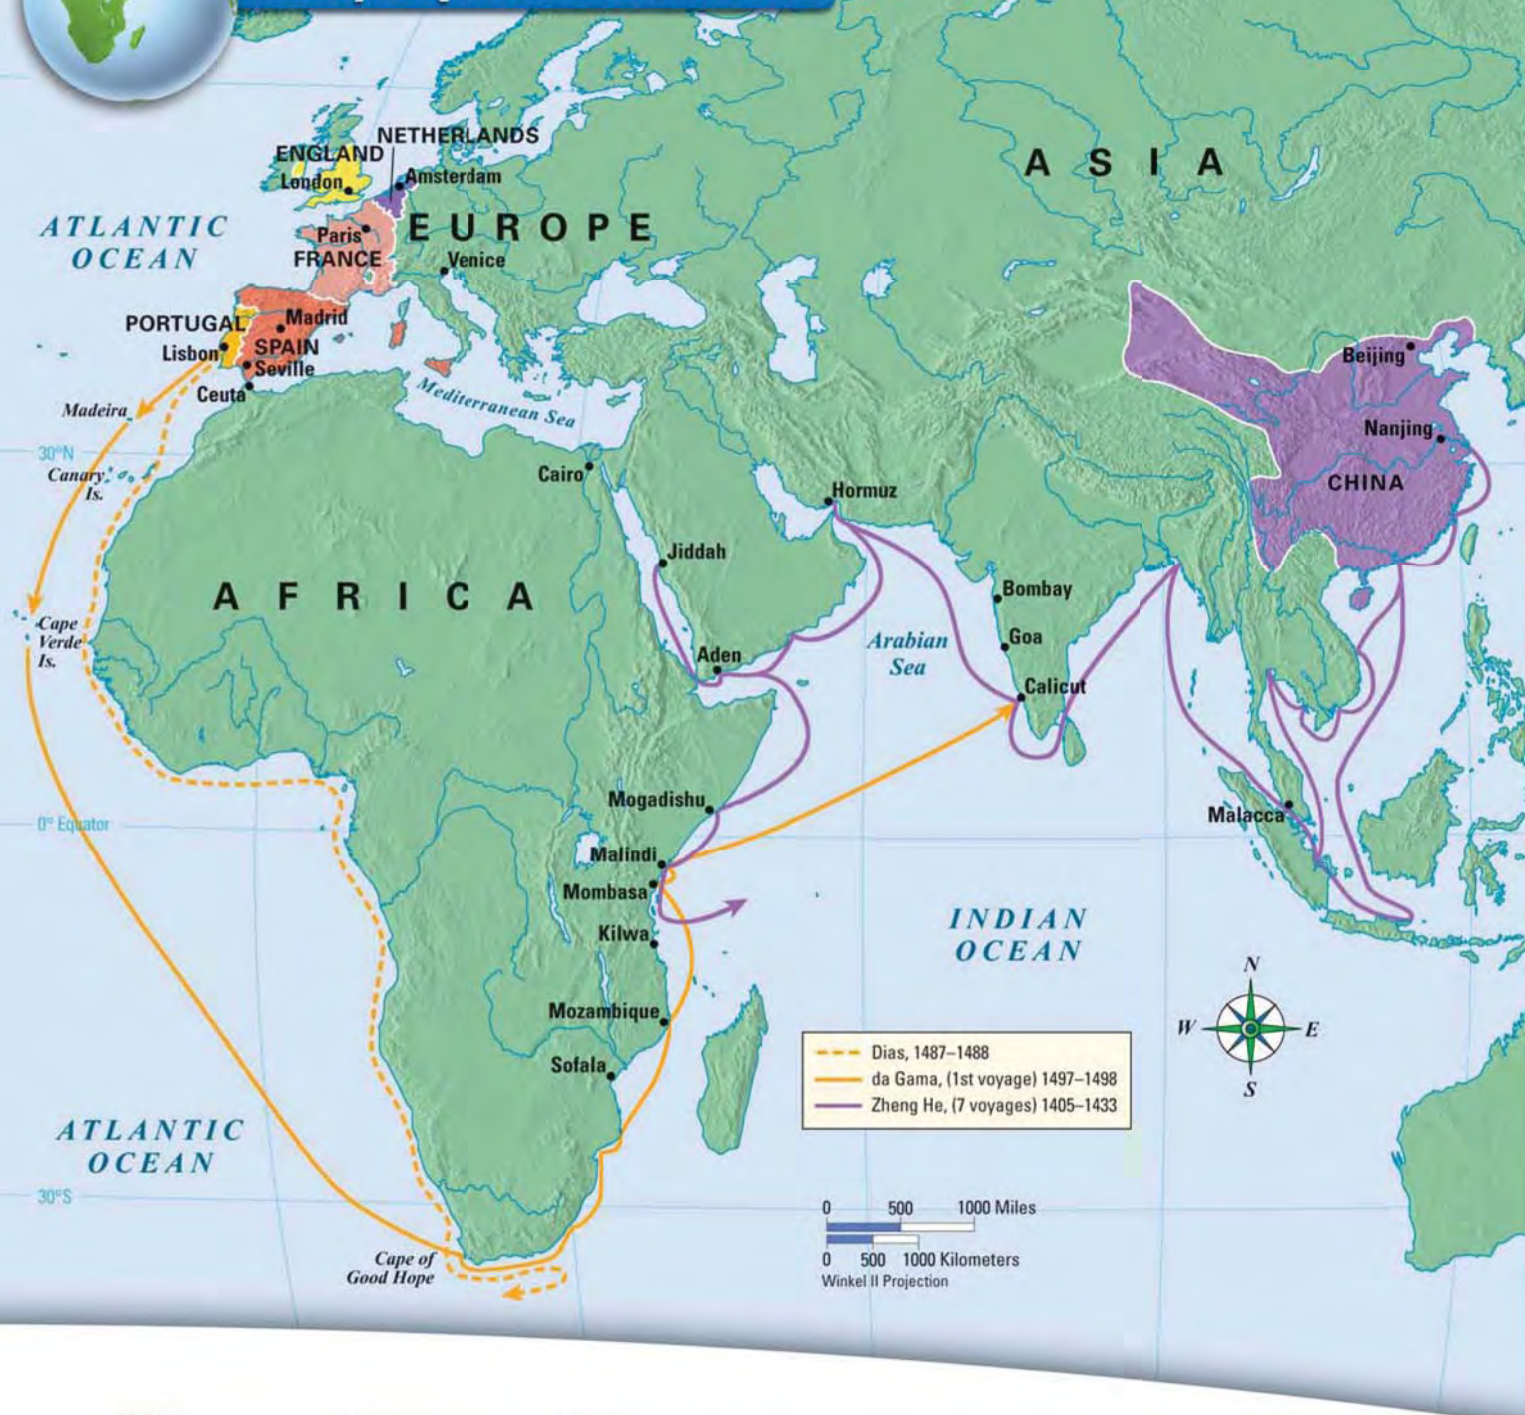 NETHERLANDS
ENGLAND
London
Amsterdam
ASIA
ATLANTIC
OCEAN
EUROPE
Paris
FRANCE
Venice
PORTUGAL
Madrid
Lisbon
SPAIN
Seville
Ceuta
Beijing
Mediterranean Sea
Madeira
Nanjing
30°N
Canary
Is.
Cairo
CHINA
Hormuz
Jiddah
AFRICA
Bombay
Cape
Verde
Is.
Arabian
Sea
Goa
Aden
Calicut
Mogadishu
Malacca
0° Equator
Malindi
Mombasa
INDIAN
OCEAN
Kilwa
N
W
E
S
Mozambique
Dias, 1487–1488
da Gama, (1st voyage) 1497–1498
Zheng He, (7 voyages) 1405–1433
Sofala
ATLANTIC
OCEAN
30°S
0 500 1000 Miles
0 500 1000 Kilometers
Winkel II Projection
Cape of
Good Hope